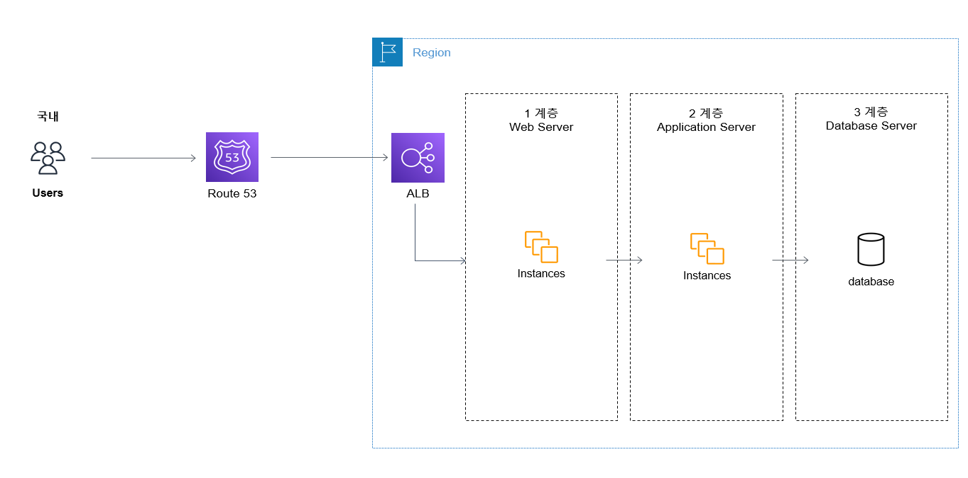 Region
국내
Users
53
Route 53
ALB
1 계층
Web Server
Instances
2 계층
Application Server
Instances
3 계층
Database Server
database